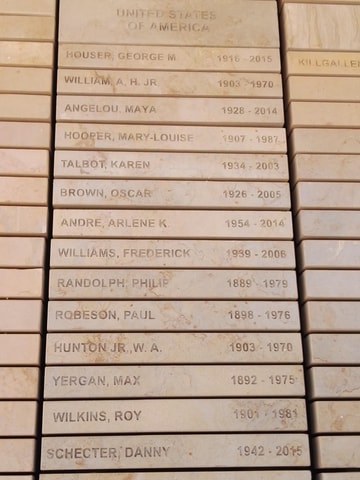 UNITED STATES
OF AMERICA
HOUSER, GEORGE M. 1916 - 2015
KILLGALLE
WILLIAM, A. H. JR 1903 - 1970
ANGELOU, MAYA 1928 - 2014
HOOPER, MARY-LOUISE 1907 - 1987
TALBOT, KAREN 1934 - 2003
BROWN, OSCAR 1926 - 2005
ANDRE, ARLENE K. 1954 - 2014
WILLIAMS, FREDERICK 1939 - 2006
RANDOLPH, PHILIP 1889 - 1979
ROBESON, PAUL 1898 - 1976
HUNTON JR, W. A. 1903 - 1970
YERGAN, MAX 1892 - 1975
WILKINS, ROY 1901 - 1981
SCHECTER, DANNY 1942 - 2015